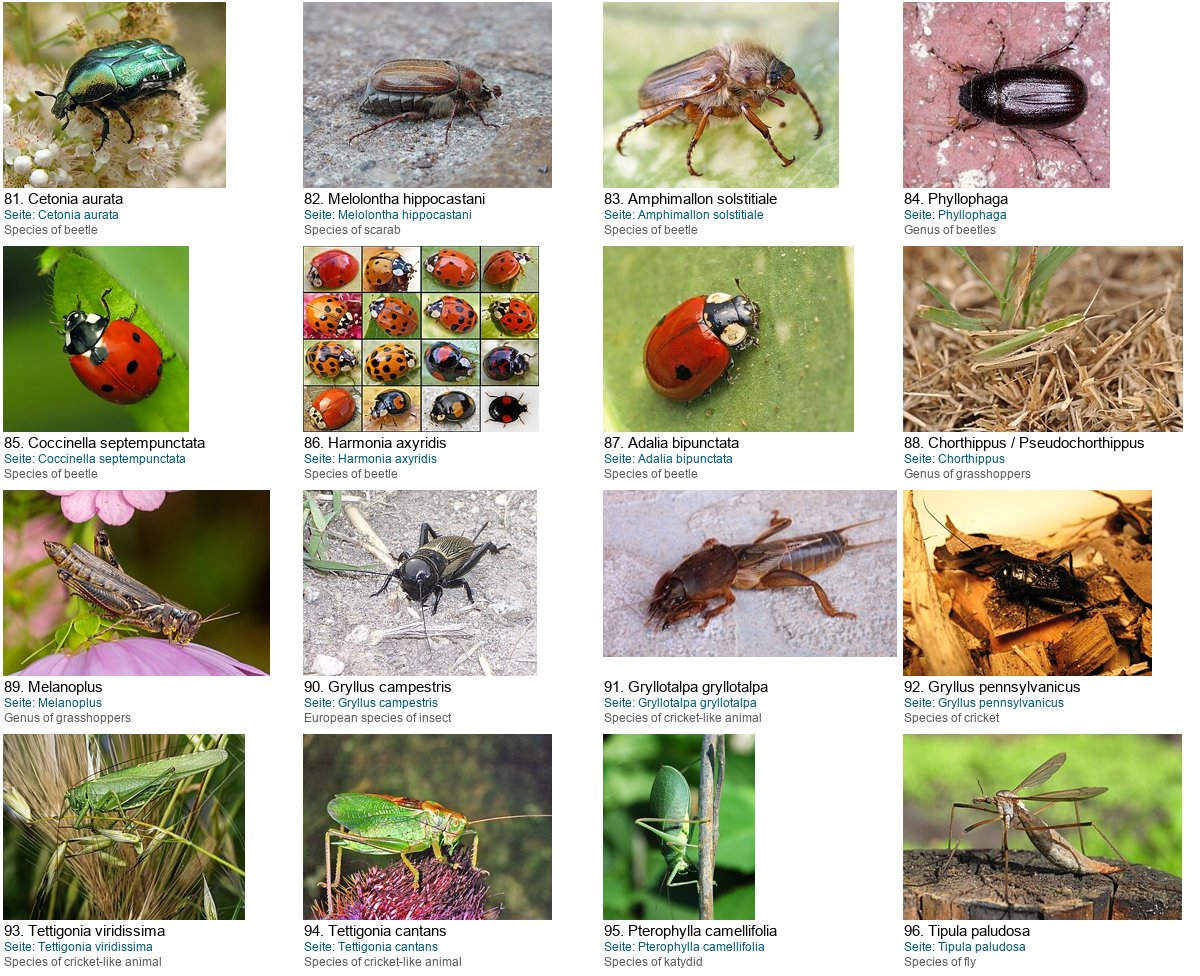 81. Cetonia aurata
Seite: Cetonia aurata
Species of beetle
82. Melolontha hippocastani
Seite: Melolontha hippocastani
Species of scarab
83. Amphimallon solstitiale
Seite: Amphimallon solstitiale
Species of beetle
84. Phyllophaga
Seite: Phyllophaga
Genus of beetles
85. Coccinella septempunctata
Seite: Coccinella septempunctata
Species of beetle
86. Harmonia axyridis
Seite: Harmonia axyridis
Species of beetle
87. Adalia bipunctata
Seite: Adalia bipunctata
Species of beetle
88. Chorthippus / Pseudochorthippus
Seite: Chorthippus
Genus of grasshoppers
89. Melanoplus
Seite: Melanoplus
Genus of grasshoppers
90. Gryllus campestris
Seite: Gryllus campestris
European species of insect
91. Gryllotalpa gryllotalpa
Seite: Gryllotalpa gryllotalpa
Species of cricket-like animal
92. Gryllus pennsylvanicus
Seite: Gryllus pennsylvanicus
Species of cricket
93. Tettigonia viridissima
Seite: Tettigonia viridissima
Species of cricket-like animal
94. Tettigonia cantans
Seite: Tettigonia cantans
Species of cricket-like animal
95. Pterophylla camellifolia
Seite: Pterophylla camellifolia
Species of katydid
96. Tipula paludosa
Seite: Tipula paludosa
Species of fly